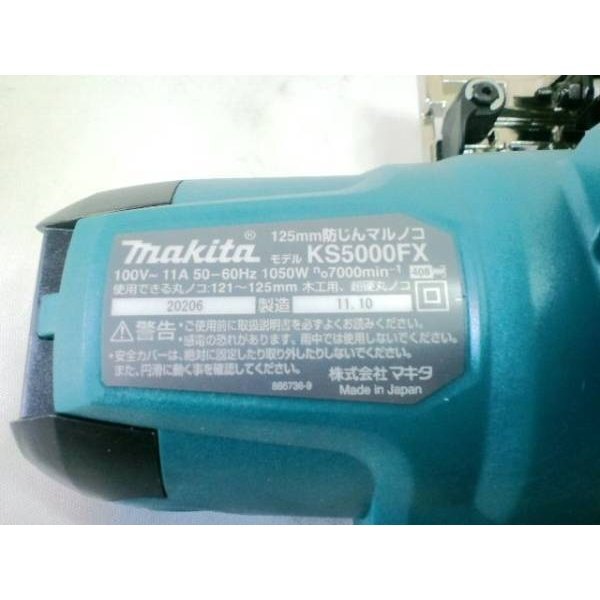 makita® 125mm防じんマルノコ
モデル KS5000FX
100V~ 11A 50-60Hz 1050W n₀7000min⁻¹ 408
使用できる丸ノコ:121~125mm 木工用、超硬丸ノコ
20206 製造 11.10
⚠警告 ・ご使用前に取扱説明書を必ずよくお読みください。
・感電の恐れがあります。雨中では使用しないでください。
・安全カバーは、絶対に固定したり取り外したりしないでください。
また、円滑に動く事を確認してください。
株式会社マキタ
886738-9 Made in Japan